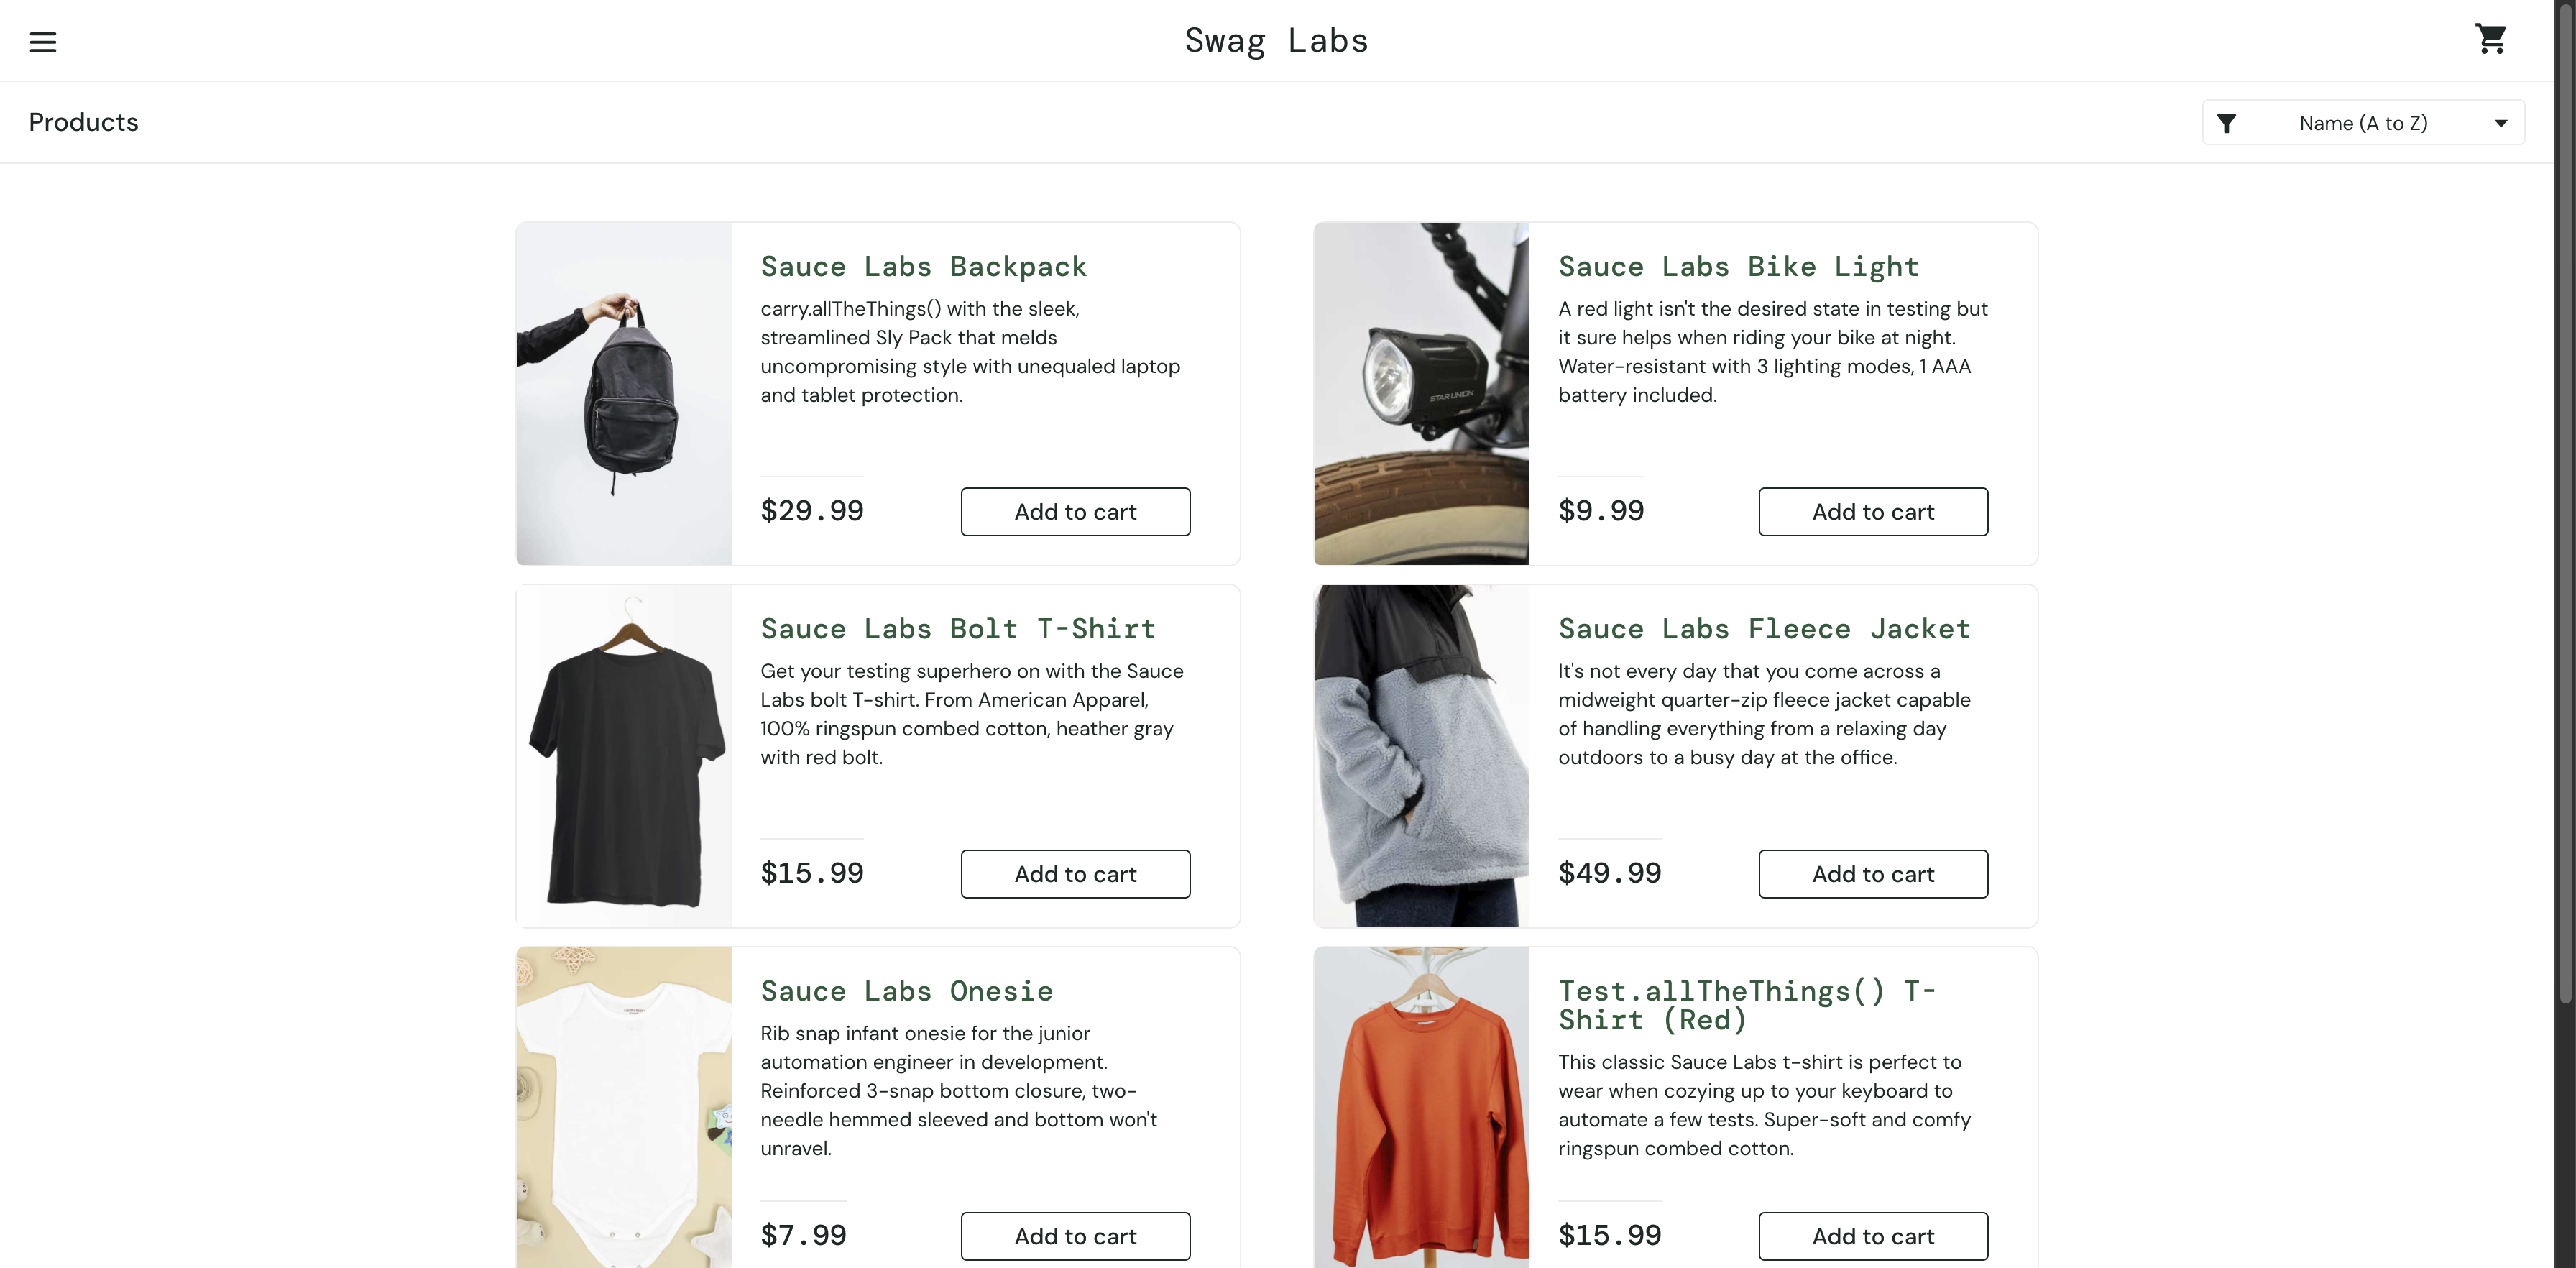 Swag Labs
Products
Name (A to Z)
Sauce Labs Backpack
carry.allTheThings() with the sleek,
streamlined Sly Pack that melds
uncompromising style with unequaled laptop
and tablet protection.
$29.99
Add to cart
Sauce Labs Bike Light
A red light isn't the desired state in testing but
it sure helps when riding your bike at night.
Water-resistant with 3 lighting modes, 1 AAA
battery included.
$9.99
Add to cart
STAR UNION
Sauce Labs Bolt T-Shirt
Get your testing superhero on with the Sauce
Labs bolt T-shirt. From American Apparel,
100% ringspun combed cotton, heather gray
with red bolt.
$15.99
Add to cart
Sauce Labs Fleece Jacket
It's not every day that you come across a
midweight quarter-zip fleece jacket capable
of handling everything from a relaxing day
outdoors to a busy day at the office.
$49.99
Add to cart
Sauce Labs Onesie
Rib snap infant onesie for the junior
automation engineer in development.
Reinforced 3-snap bottom closure, two-
needle hemmed sleeved and bottom won't
unravel.
$7.99
Add to cart
Test.allTheThings() T-
Shirt (Red)
This classic Sauce Labs t-shirt is perfect to
wear when cozying up to your keyboard to
automate a few tests. Super-soft and comfy
ringspun combed cotton.
$15.99
Add to cart